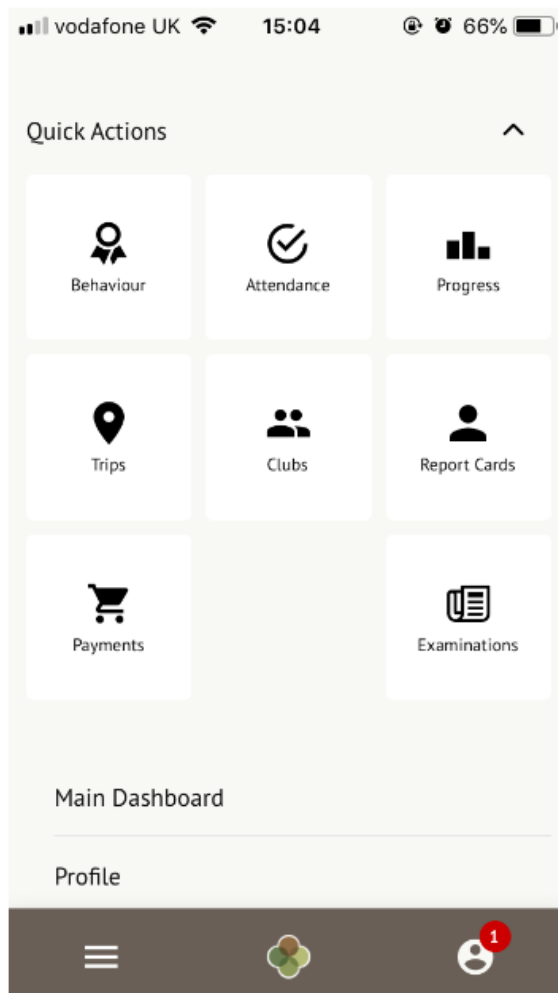 vodafone UK 15:04 66%
Quick Actions
Behaviour Attendance Progress
Trips Clubs Report Cards
Payments Examinations
Main Dashboard
Profile
1